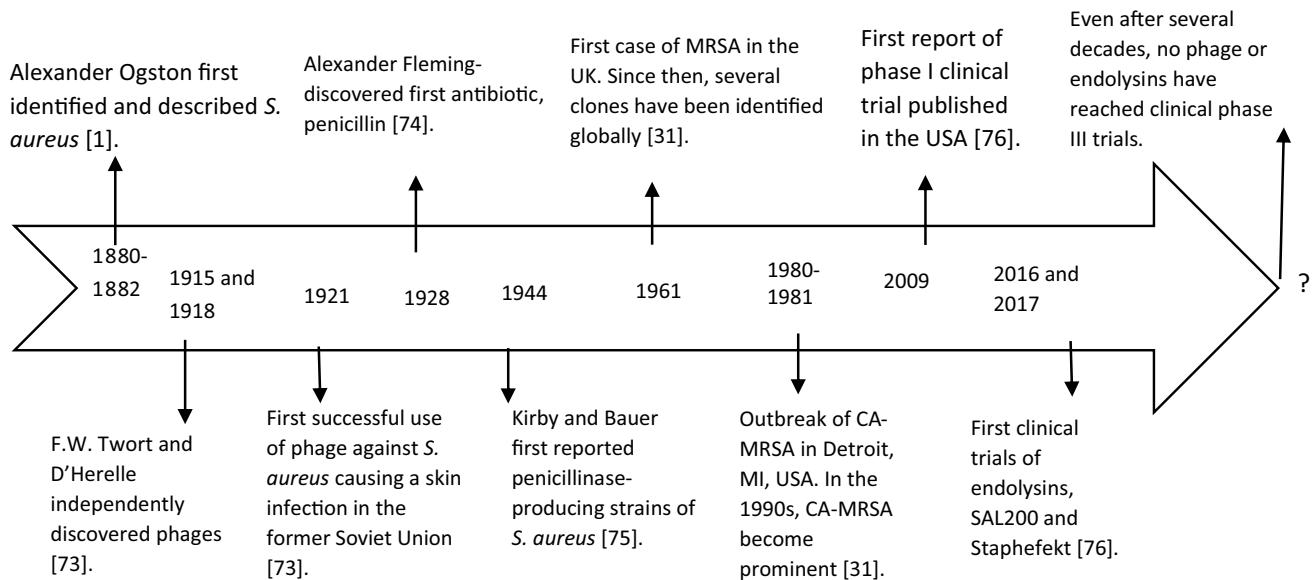 Alexander Ogston first
identified and described S.
aureus [1].
Alexander Fleming-
discovered first antibiotic,
penicillin [74].
First case of MRSA in the
UK. Since then, several
clones have been identified
globally [31].
First report of
phase I clinical
trial published
in the USA [76].
Even after several
decades, no phage or
endolysins have
reached clinical phase
III trials.
1880-
1882
1915 and
1918
1921
1928
1944
1961
1980-
1981
2009
2016 and
2017
?
F.W. Twort and
D’Herelle
independently
discovered phages
[73].
First successful use
of phage against S.
aureus causing a skin
infection in the
former Soviet Union
[73].
Kirby and Bauer
first reported
penicillinase-
producing strains of
S. aureus [75].
Outbreak of CA-
MRSA in Detroit,
MI, USA. In the
1990s, CA-MRSA
become
prominent [31].
First clinical
trials of
endolysins,
SAL200 and
Staphefekt [76].